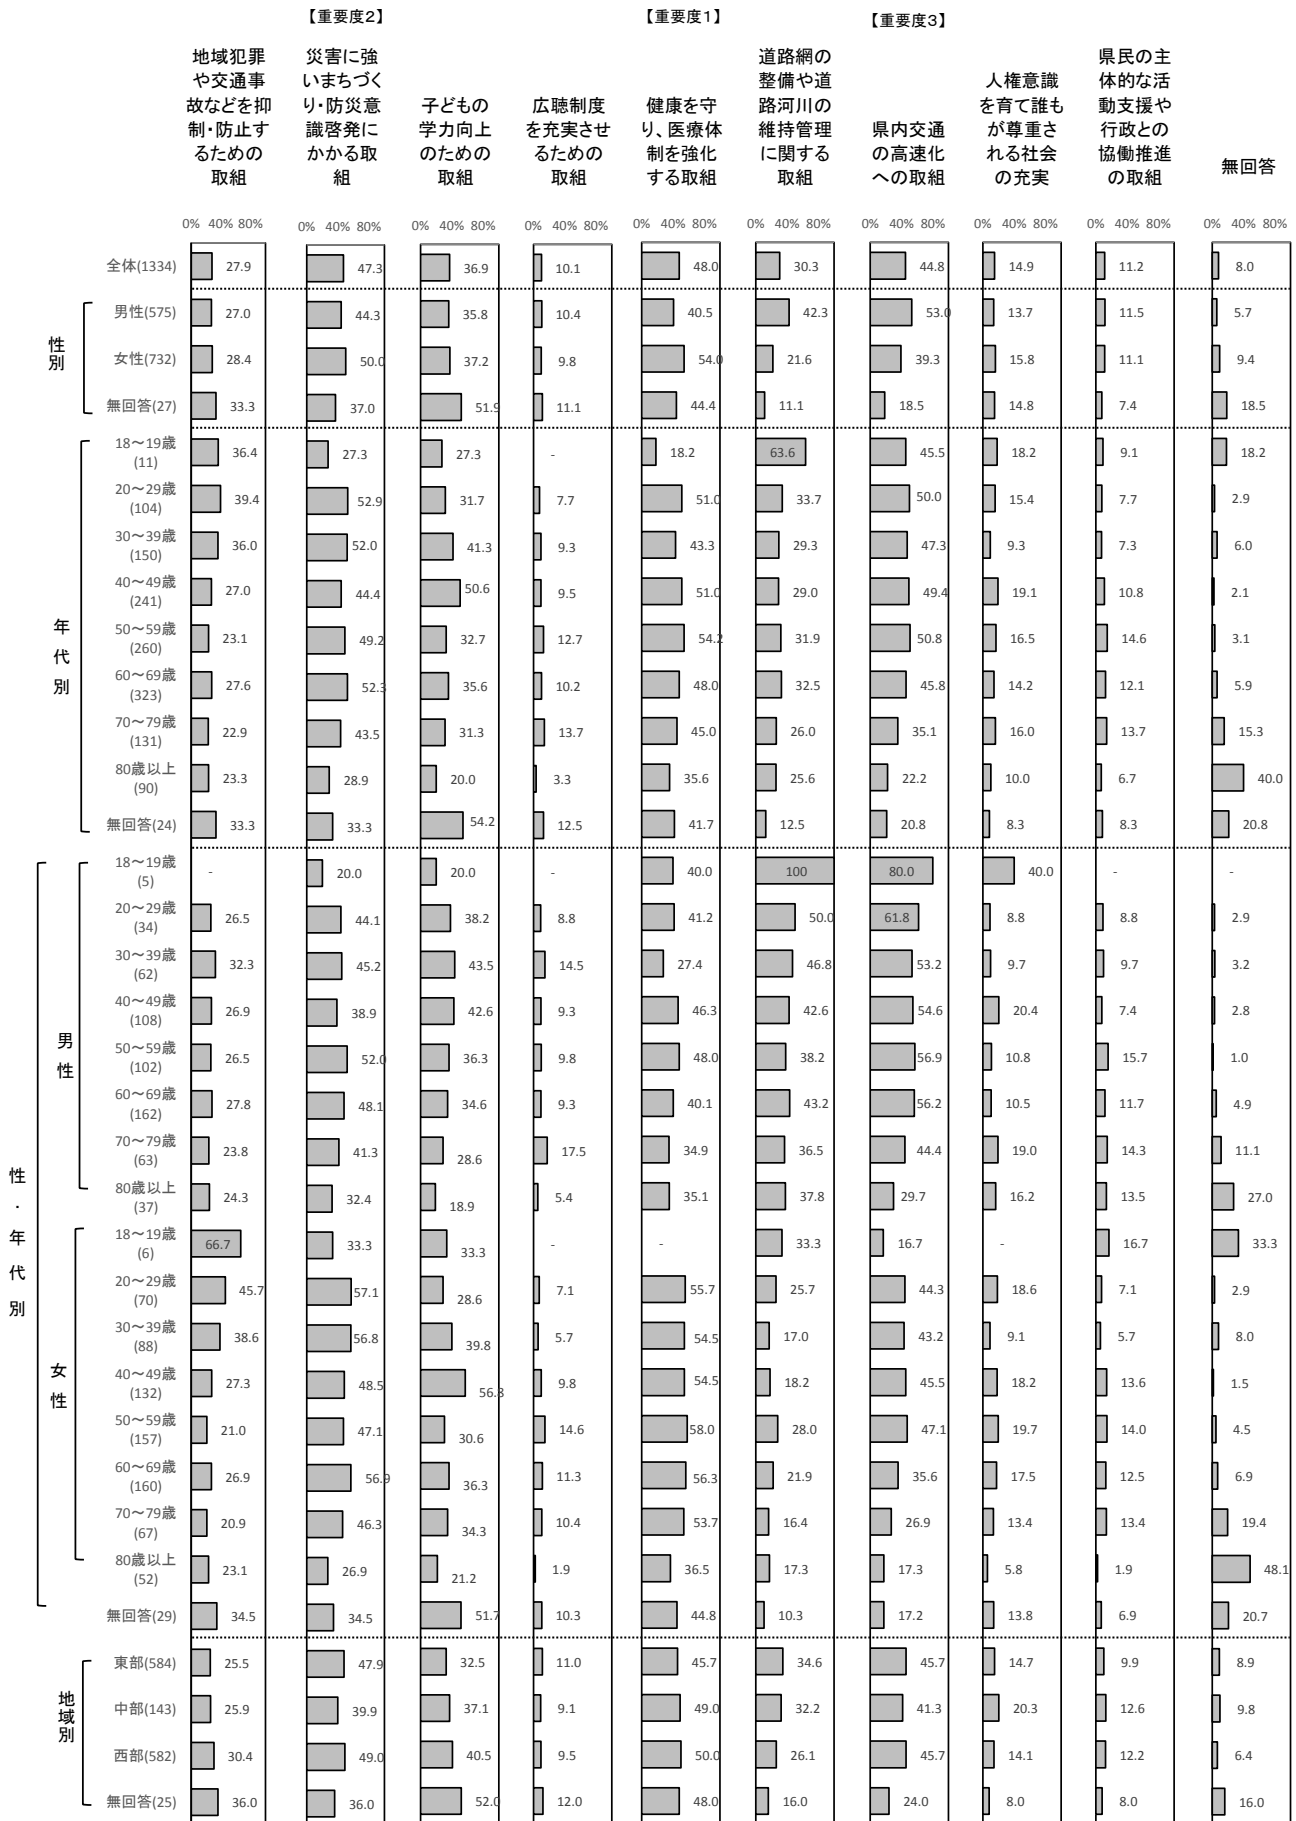 【重要度2】 【重要度1】 【重要度3】
地域犯罪
や交通事
故などを抑
制・防止す
るための
取組
災害に強
いまちづく
り・防災意
識啓発に
かかる取
組
子どもの
学力向上
のための
取組
広聴制度
を充実させ
るための
取組
健康を守
り、医療体
制を強化
する取組
道路網の
整備や道
路河川の
維持管理
に関する
取組
県内交通
の高速化
への取組
人権意識
を育て誰も
が尊重さ
れる社会
の充実
県民の主
体的な活
動支援や
行政との
協働推進
の取組
無回答
0% 40% 80% 0% 40% 80% 0% 40% 80% 0% 40% 80% 0% 40% 80% 0% 40% 80% 0% 40% 80% 0% 40% 80% 0% 40% 80% 0% 40% 80%
全体(1334) 27.9 47.3 36.9 10.1 48.0 30.3 44.8 14.9 11.2 8.0
性別
男性(575) 27.0 44.3 35.8 10.4 40.5 42.3 53.0 13.7 11.5 5.7
女性(732) 28.4 50.0 37.2 9.8 54.0 21.6 39.3 15.8 11.1 9.4
無回答(27) 33.3 37.0 51.9 11.1 44.4 11.1 18.5 14.8 7.4 18.5
年代別
18～19歳
(11) 36.4 27.3 27.3 - 18.2 63.6 45.5 18.2 9.1 18.2
20～29歳
(104) 39.4 52.9 31.7 7.7 51.0 33.7 50.0 15.4 7.7 2.9
30～39歳
(150) 36.0 52.0 41.3 9.3 43.3 29.3 47.3 9.3 7.3 6.0
40～49歳
(241) 27.0 44.4 50.6 9.5 51.0 29.0 49.4 19.1 10.8 2.1
50～59歳
(260) 23.1 49.2 32.7 12.7 54.2 31.9 50.8 16.5 14.6 3.1
60～69歳
(323) 27.6 52.3 35.6 10.2 48.0 32.5 45.8 14.2 12.1 5.9
70～79歳
(131) 22.9 43.5 31.3 13.7 45.0 26.0 35.1 16.0 13.7 15.3
80歳以上
(90) 23.3 28.9 20.0 3.3 35.6 25.6 22.2 10.0 6.7 40.0
無回答(24) 33.3 33.3 54.2 12.5 41.7 12.5 20.8 8.3 8.3 20.8
性・年代別
男性
18～19歳
(5) - 20.0 20.0 - 40.0 100 80.0 40.0 - -
20～29歳
(34) 26.5 44.1 38.2 8.8 41.2 50.0 61.8 8.8 8.8 2.9
30～39歳
(62) 32.3 45.2 43.5 14.5 27.4 46.8 53.2 9.7 9.7 3.2
40～49歳
(108) 26.9 38.9 42.6 9.3 46.3 42.6 54.6 20.4 7.4 2.8
50～59歳
(102) 26.5 52.0 36.3 9.8 48.0 38.2 56.9 10.8 15.7 1.0
60～69歳
(162) 27.8 48.1 34.6 9.3 40.1 43.2 56.2 10.5 11.7 4.9
70～79歳
(63) 23.8 41.3 28.6 17.5 34.9 36.5 44.4 19.0 14.3 11.1
80歳以上
(37) 24.3 32.4 18.9 5.4 35.1 37.8 29.7 16.2 13.5 27.0
女性
18～19歳
(6) 66.7 33.3 33.3 - - 33.3 16.7 - 16.7 33.3
20～29歳
(70) 45.7 57.1 28.6 7.1 55.7 25.7 44.3 18.6 7.1 2.9
30～39歳
(88) 38.6 56.8 39.8 5.7 54.5 17.0 43.2 9.1 5.7 8.0
40～49歳
(132) 27.3 48.5 56.8 9.8 54.5 18.2 45.5 18.2 13.6 1.5
50～59歳
(157) 21.0 47.1 30.6 14.6 58.0 28.0 47.1 19.7 14.0 4.5
60～69歳
(160) 26.9 56.9 36.3 11.3 56.3 21.9 35.6 17.5 12.5 6.9
70～79歳
(67) 20.9 46.3 34.3 10.4 53.7 16.4 26.9 13.4 13.4 19.4
80歳以上
(52) 23.1 26.9 21.2 1.9 36.5 17.3 17.3 5.8 1.9 48.1
無回答(29) 34.5 34.5 51.7 10.3 44.8 10.3 17.2 13.8 6.9 20.7
地域別
東部(584) 25.5 47.9 32.5 11.0 45.7 34.6 45.7 14.7 9.9 8.9
中部(143) 25.9 39.9 37.1 9.1 49.0 32.2 41.3 20.3 12.6 9.8
西部(582) 30.4 49.0 40.5 9.5 50.0 26.1 45.7 14.1 12.2 6.4
無回答(25) 36.0 36.0 52.0 12.0 48.0 16.0 24.0 8.0 8.0 16.0